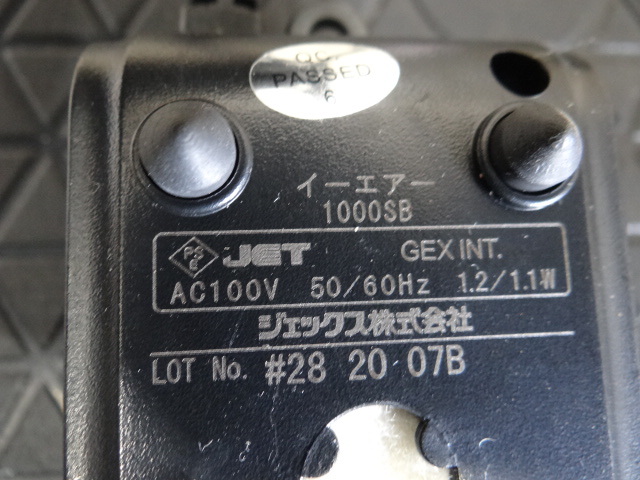 QC.
PASSED
6
イーエアー
1000SB
PS
E
JET GEX INT.
AC100V 50/60Hz 1.2/1.1W
ジェックス株式会社
LOT No. #28 20 07B